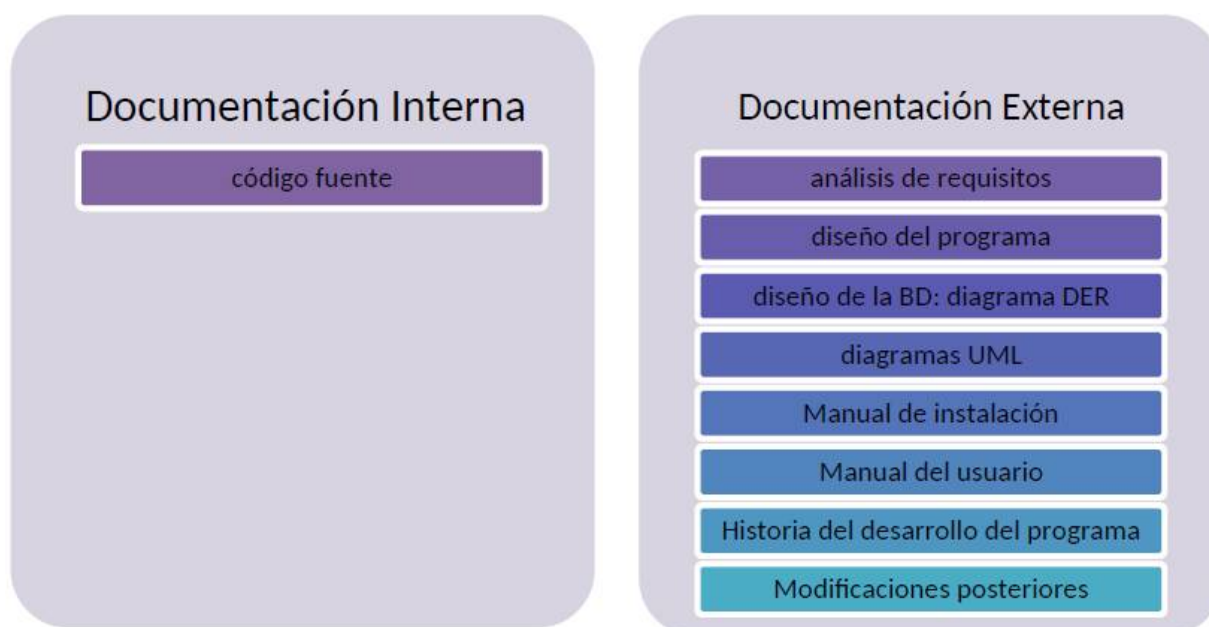 Documentación Interna
código fuente
Documentación Externa
análisis de requisitos
diseño del programa
diseño de la BD: diagrama DER
diagramas UML
Manual de instalación
Manual del usuario
Historia del desarrollo del programa
Modificaciones posteriores